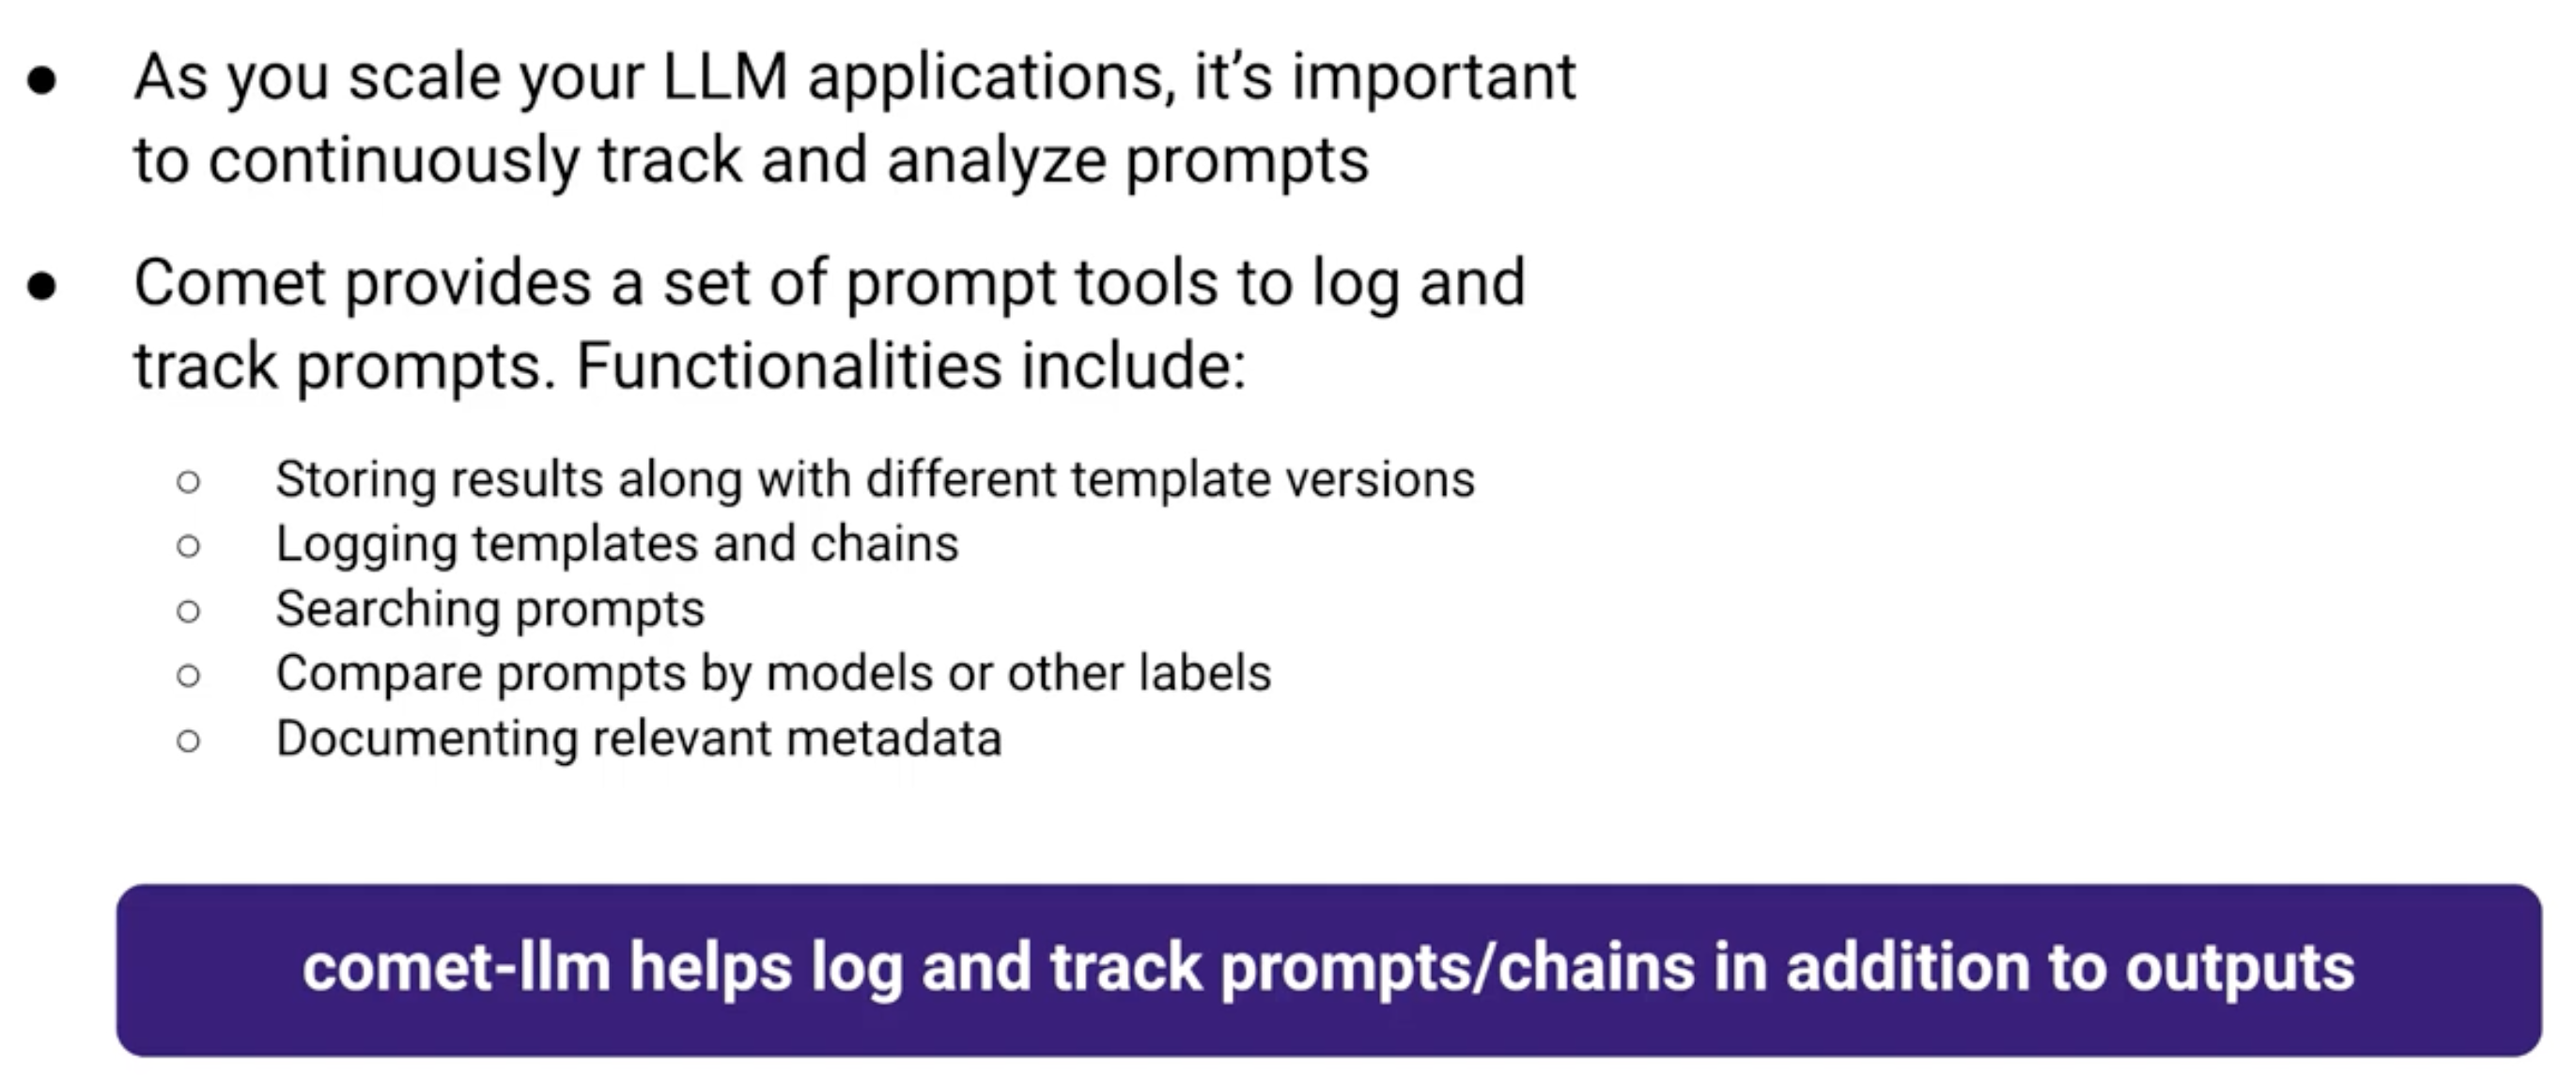 ● As you scale your LLM applications, it’s important
to continuously track and analyze prompts
● Comet provides a set of prompt tools to log and
track prompts. Functionalities include:
○ Storing results along with different template versions
○ Logging templates and chains
○ Searching prompts
○ Compare prompts by models or other labels
○ Documenting relevant metadata
comet-llm helps log and track prompts/chains in addition to outputs